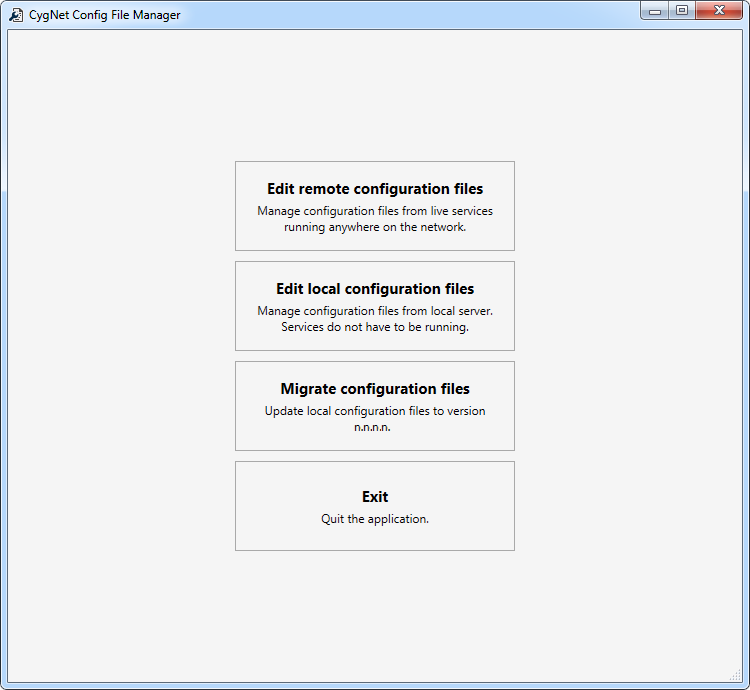 CygNet Config File Manager
Edit remote configuration files
Manage configuration files from live services
running anywhere on the network.
Edit local configuration files
Manage configuration files from local server.
Services do not have to be running.
Migrate configuration files
Update local configuration files to version
n.n.n.n.
Exit
Quit the application.